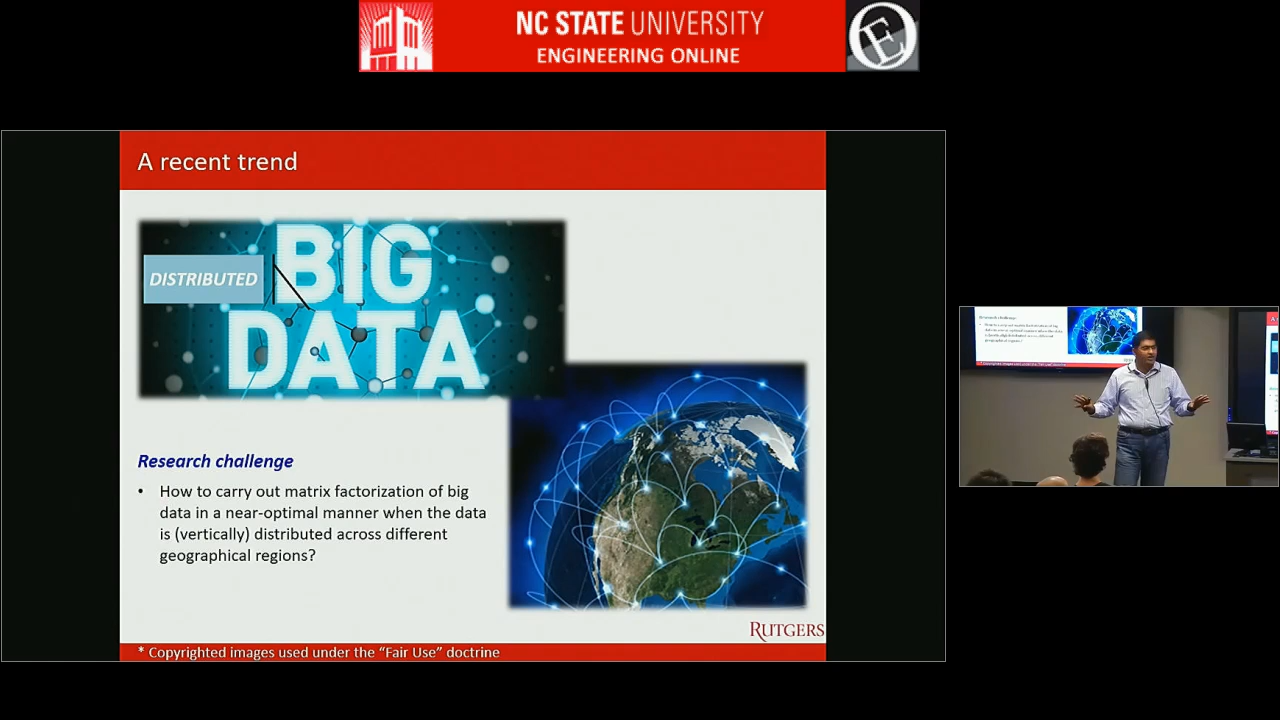 NC STATE UNIVERSITY
ENGINEERING ONLINE
A recent trend
DISTRIBUTED
BIG
DATA
Research challenge
• How to carry out matrix factorization of big
data in a near-optimal manner when the data
is (vertically) distributed across different
geographical regions?
RUTGERS
* Copyrighted images used under the “Fair Use” doctrine